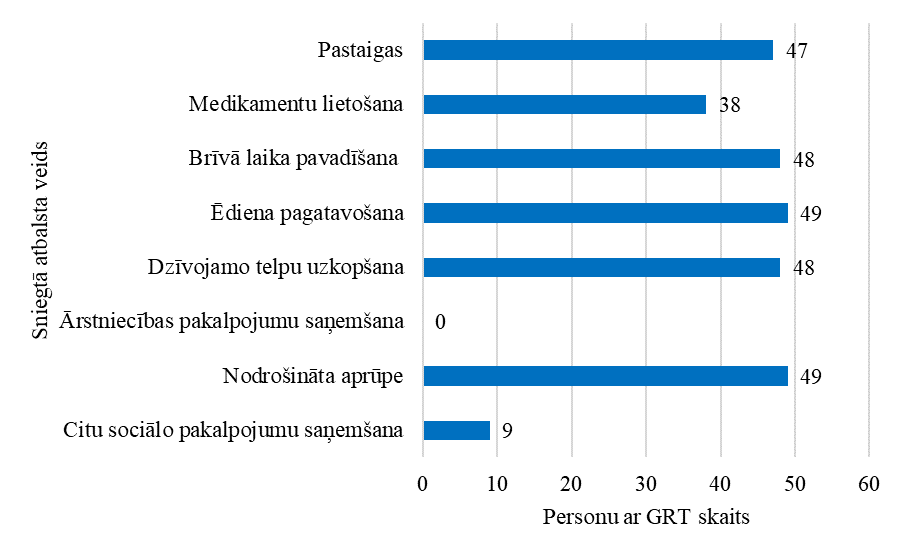 Pastaigas 47
Medikamentu lietošana 38
Brīvā laika pavadīšana 48
Ēdiena pagatavošana 49
Dzīvojamo telpu uzkopšana 48
Ārstniecības pakalpojumu saņemšana 0
Nodrošināta aprūpe 49
Citu sociālo pakalpojumu saņemšana 9
Sniegtā atbalsta veids
0 10 20 30 40 50 60
Personu ar GRT skaits